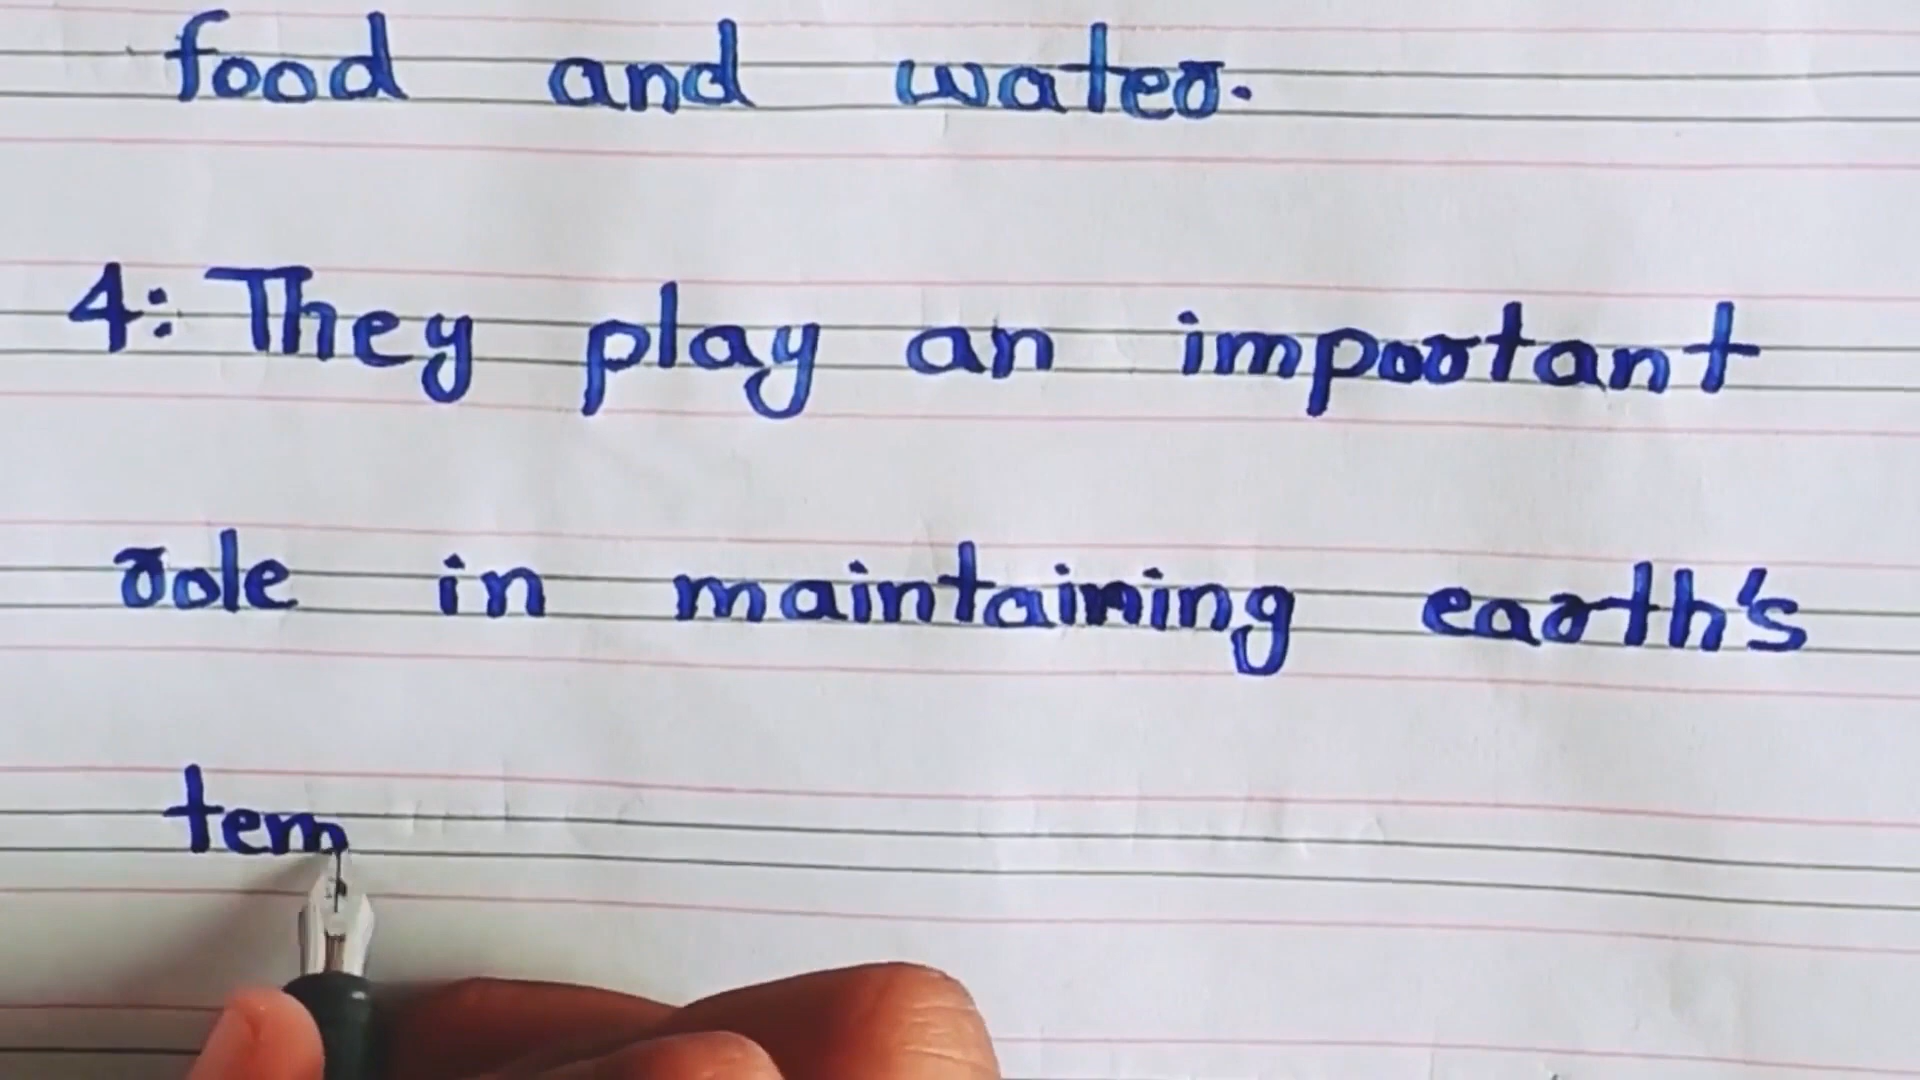 food and water.
4: They play an important
role in maintaining earth's
tem